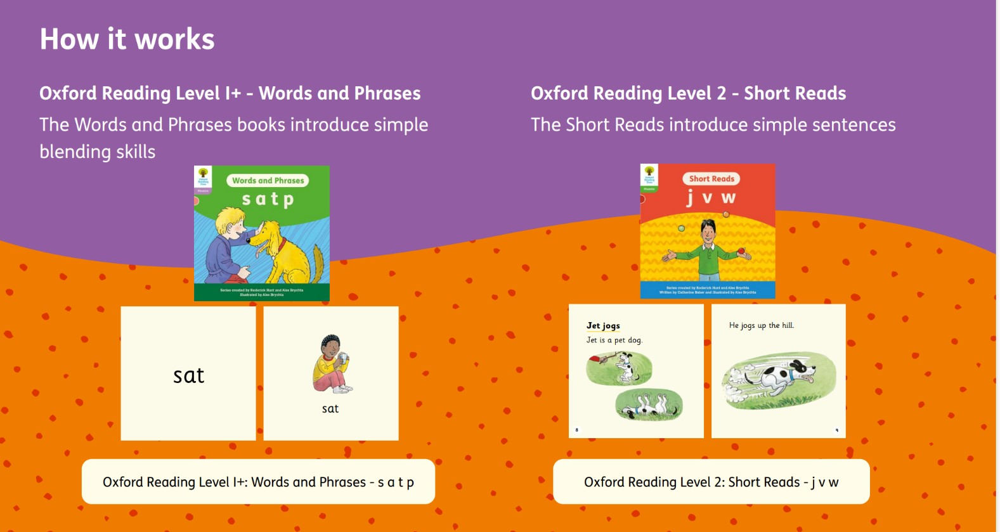 How it works
Oxford Reading Level 1+ - Words and Phrases
The Words and Phrases books introduce simple
blending skills
Words and Phrases
s a t p
Series created by Roderick Hunt and Alex Brychta
Illustrated by Alex Brychta
sat
sat
Oxford Reading Level 1+: Words and Phrases - s a t p
Oxford Reading Level 2 - Short Reads
The Short Reads introduce simple sentences
Short Reads
j v w
Series created by Roderick Hunt and Alex Brychta
Written by Catherine Baker and illustrated by Alex Brychta
Jet jogs
Jet is a pet dog.
8
He jogs up the hill.
9
Oxford Reading Level 2: Short Reads - j v w